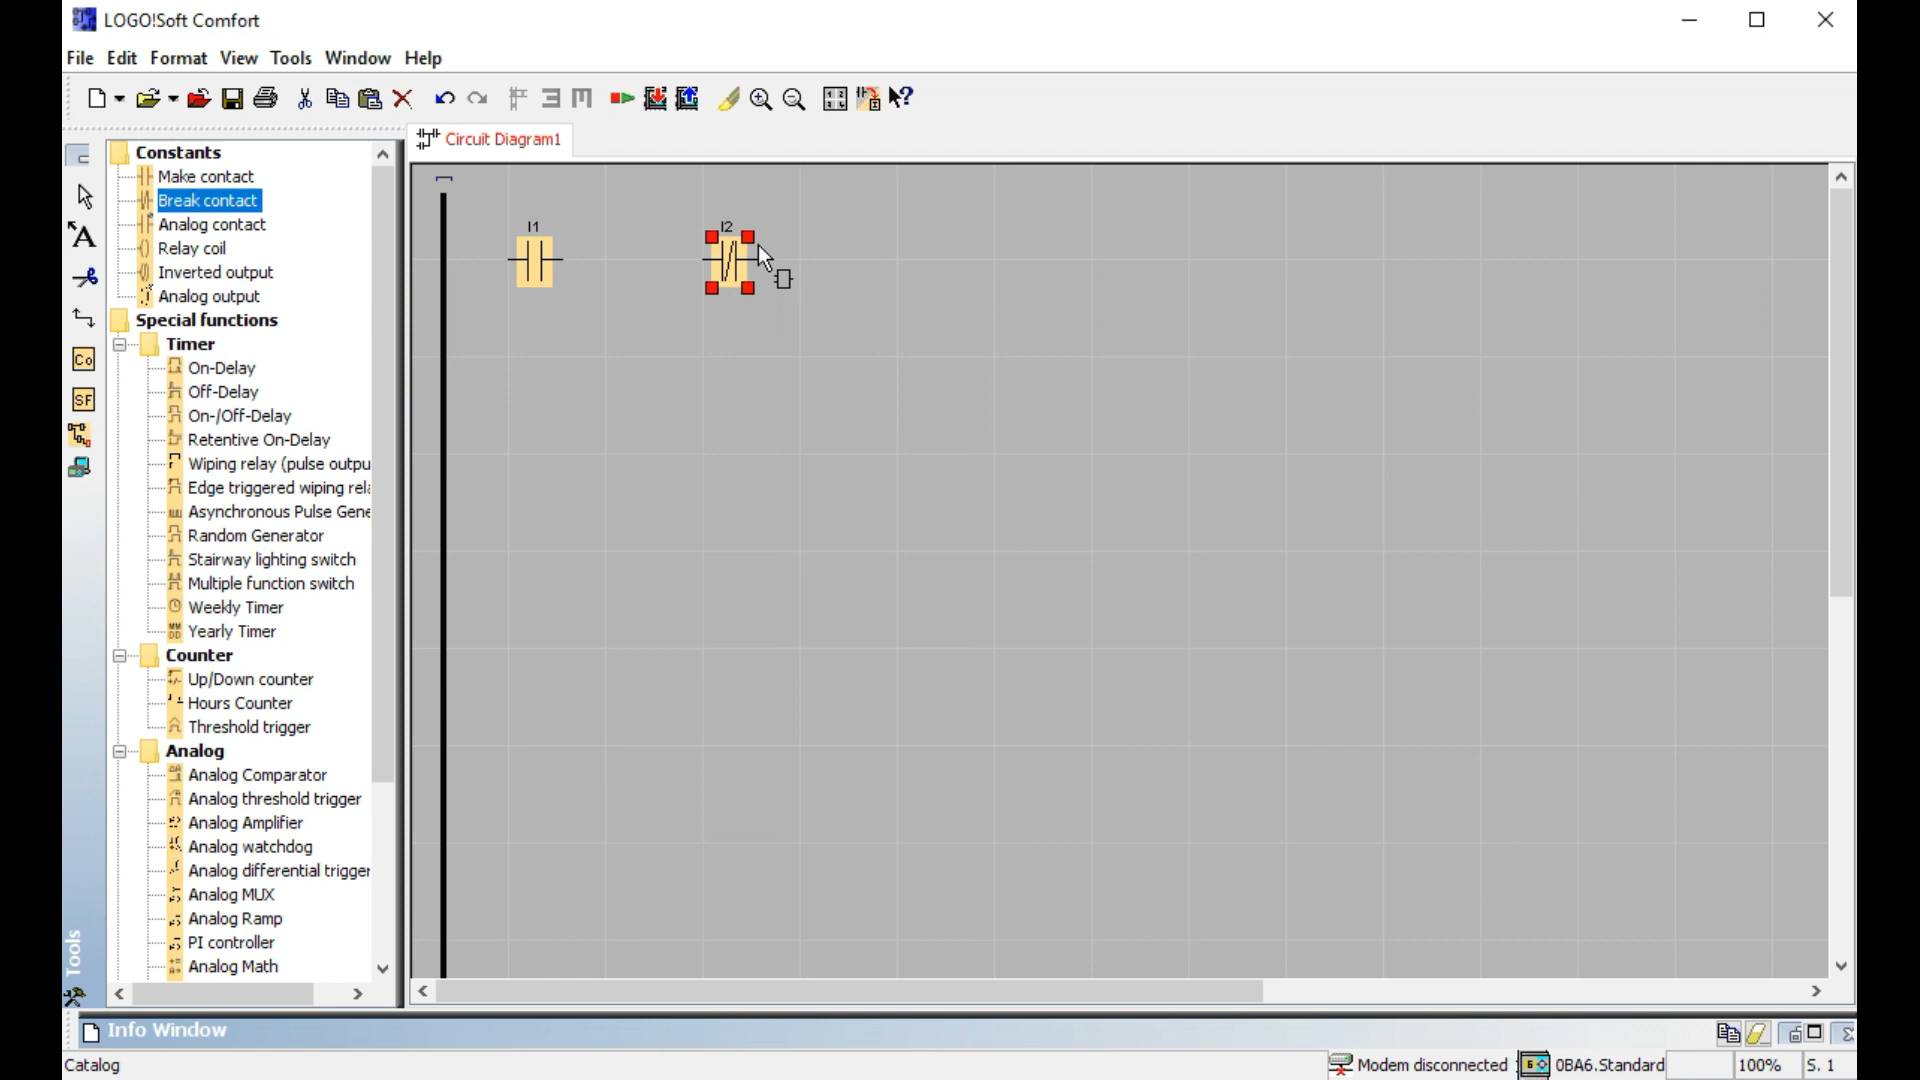 LOGO!Soft Comfort
File Edit Format View Tools Window Help
Circuit Diagram1
Constants
Make contact
Break contact
Analog contact
Relay coil
Inverted output
Analog output
Special functions
Timer
On-Delay
Off-Delay
On-/Off-Delay
Retentive On-Delay
Wiping relay (pulse outpu
Edge triggered wiping rela
Asynchronous Pulse Gene
Random Generator
Stairway lighting switch
Multiple function switch
Weekly Timer
Yearly Timer
Counter
Up/Down counter
Hours Counter
Threshold trigger
Analog
Analog Comparator
Analog threshold trigger
Analog Amplifier
Analog watchdog
Analog differential trigger
Analog MUX
Analog Ramp
PI controller
Analog Math
Co
SF
Tools
I1
I2
Info Window
Catalog
Modem disconnected
0BA6.Standard
100%
S. 1